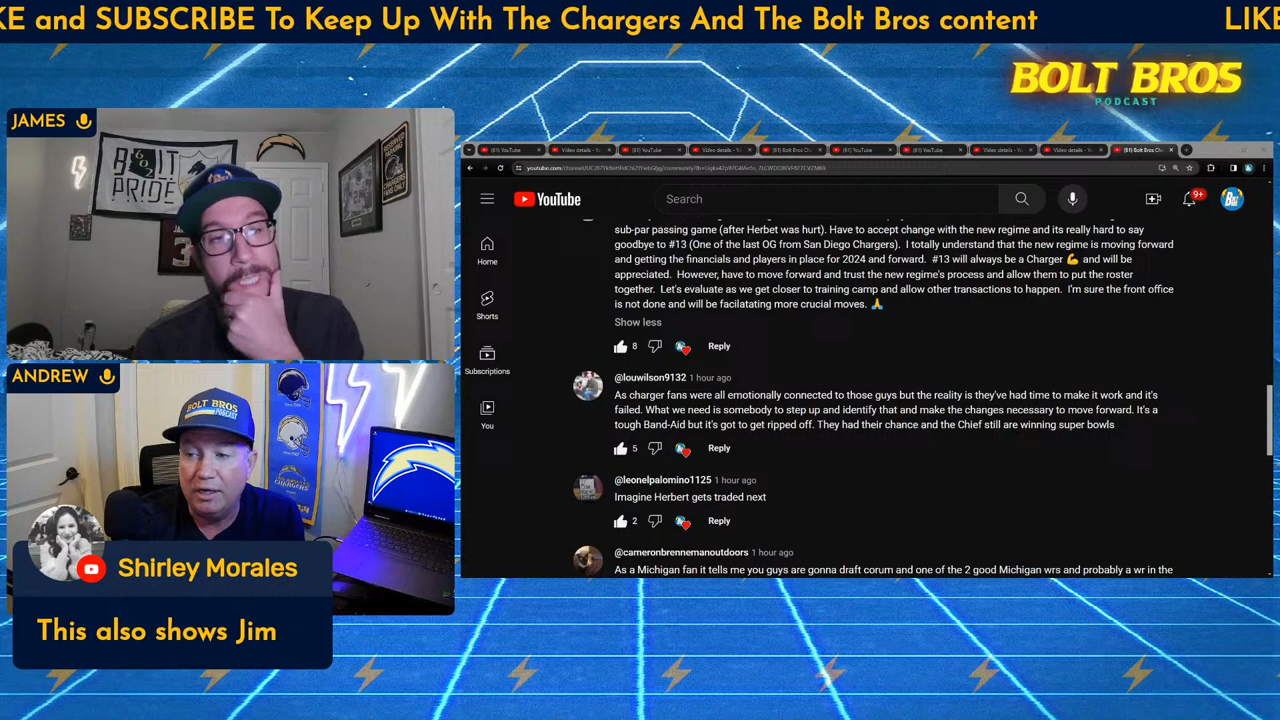 KE and SUBSCRIBE To Keep Up With The Chargers And The Bolt Bros content
LIKE
BOLT BROS
PODCAST
JAMES
BOLT
602
PRIDE
RESERVED
PARKING
CHARGERS
FANS ONLY
ANDREW
BOLT BROS
PODCAST
CHARGERS
Shirley Morales
This also shows Jim
YouTube
Search
9+
Home
Shorts
Subscriptions
You
sub-par passing game (after Herbet was hurt). Have to accept change with the new regime and its really hard to say
goodbye to #13 (One of the last OG from San Diego Chargers). I totally understand that the new regime is moving forward
and getting the financials and players in place for 2024 and forward. #13 will always be a Charger 💪 and will be
appreciated. However, have to move forward and trust the new regime's process and allow them to put the roster
together. Let's evaluate as we get closer to training camp and allow other transactions to happen. I'm sure the front office
is not done and will be facilatating more crucial moves. 🙏
Show less
8 Reply
@louwilson9132 1 hour ago
As charger fans were all emotionally connected to those guys but the reality is they've had time to make it work and it's
failed. What we need is somebody to step up and identify that and make the changes necessary to move forward. It's a
tough Band-Aid but it's got to get ripped off. They had their chance and the Chief still are winning super bowls
5 Reply
@leonelpalomino1125 1 hour ago
Imagine Herbert gets traded next
2 Reply
@cameronbrennemanoutdoors 1 hour ago
As a Michigan fan it tells me you guys are gonna draft corum and one of the 2 good Michigan wrs and probably a wr in the